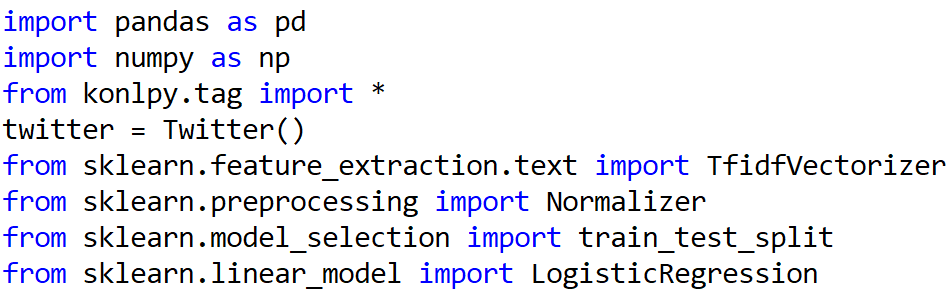 import pandas as pd
import numpy as np
from konlpy.tag import *
twitter = Twitter()
from sklearn.feature_extraction.text import TfidfVectorizer
from sklearn.preprocessing import Normalizer
from sklearn.model_selection import train_test_split
from sklearn.linear_model import LogisticRegression